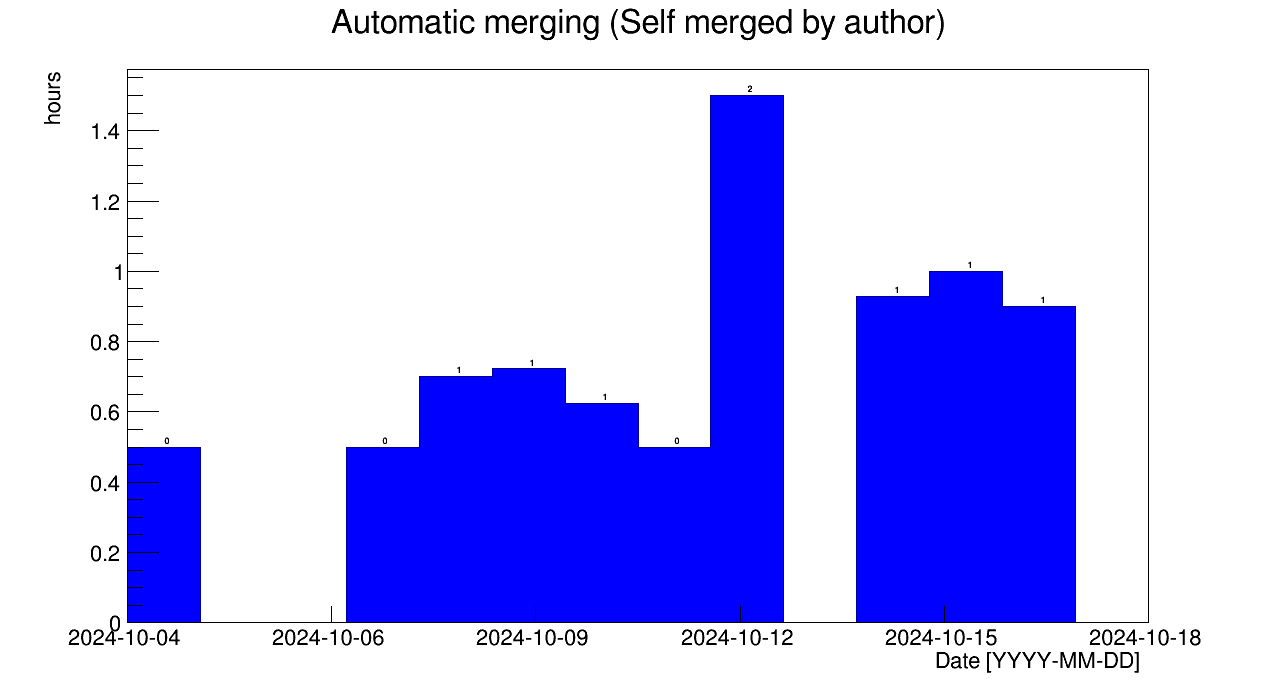 Automatic merging (Self merged by author)
hours
1.4
1.2
1
0.8
0.6
0.4
0.2
0
0 0 1 1 1 0 2 1 1 1
2024-10-04 2024-10-06 2024-10-09 2024-10-12 2024-10-15 2024-10-18
Date [YYYY-MM-DD]